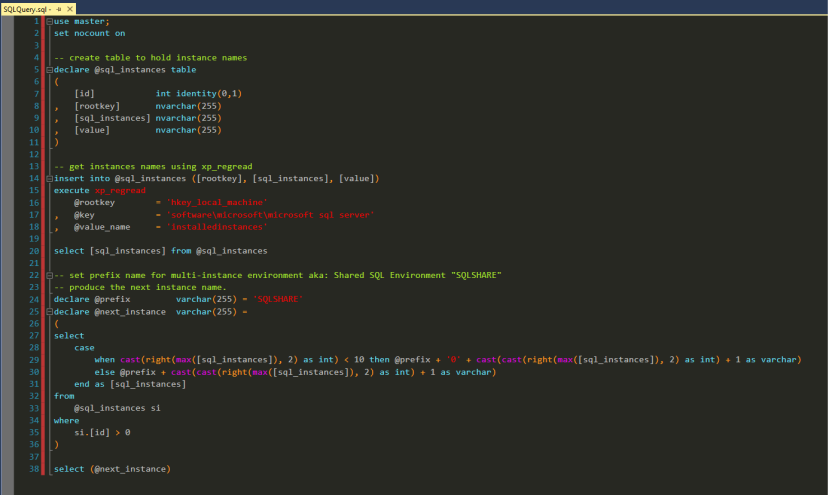 SQLQuery.sql -
1 use master;
2 set nocount on
3
4 -- create table to hold instance names
5 declare @sql_instances table
6 (
7 [id] int identity(0,1)
8 , [rootkey] nvarchar(255)
9 , [sql_instances] nvarchar(255)
10 , [value] nvarchar(255)
11 )
12
13 -- get instances names using xp_regread
14 insert into @sql_instances ([rootkey], [sql_instances], [value])
15 execute xp_regread
16 @rootkey = 'hkey_local_machine'
17 , @key = 'software\microsoft\microsoft sql server'
18 , @value_name = 'installedinstances'
19
20 select [sql_instances] from @sql_instances
21
22 -- set prefix name for multi-instance environment aka: Shared SQL Environment "SQLSHARE"
23 -- produce the next instance name.
24 declare @prefix varchar(255) = 'SQLSHARE'
25 declare @next_instance varchar(255) =
26 (
27 select
28 case
29 when cast(right(max([sql_instances]), 2) as int) < 10 then @prefix + '0' + cast(cast(right(max([sql_instances]), 2) as int) + 1 as varchar)
30 else @prefix + cast(cast(right(max([sql_instances]), 2) as int) + 1 as varchar)
31 end as [sql_instances]
32 from
33 @sql_instances si
34 where
35 si.[id] > 0
36 )
37
38 select (@next_instance)